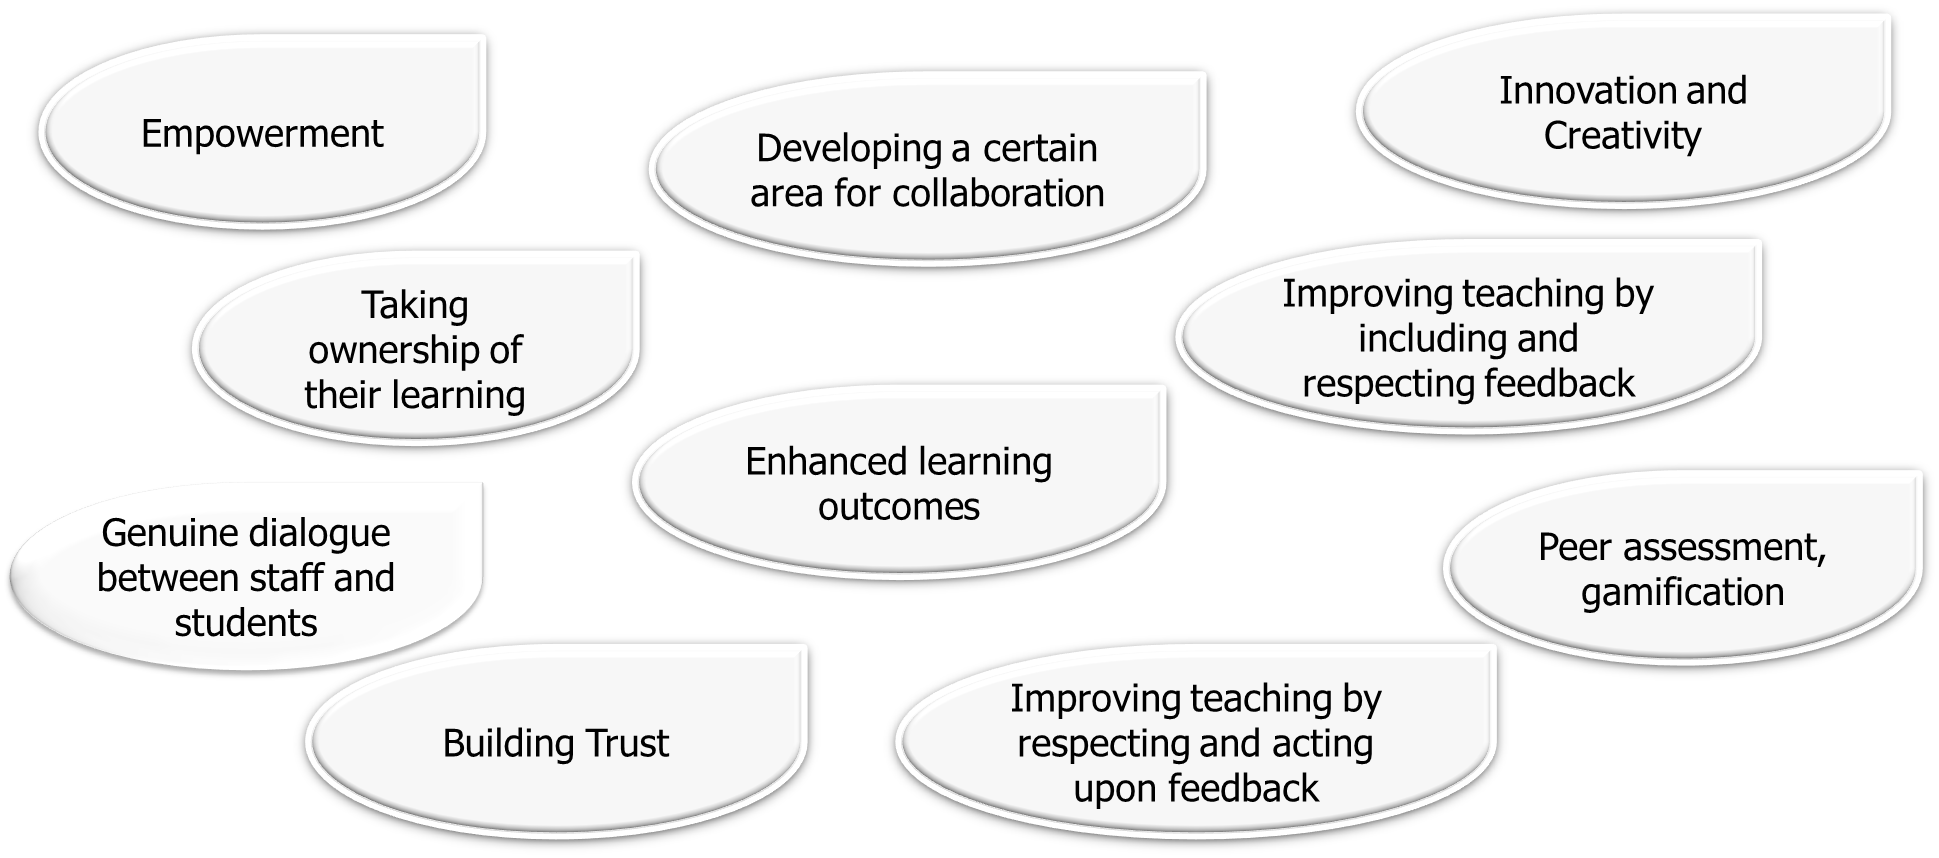 Empowerment
Developing a certain
area for collaboration
Innovation and
Creativity
Taking
ownership of
their learning
Improving teaching by
including and
respecting feedback
Enhanced learning
outcomes
Genuine dialogue
between staff and
students
Peer assessment,
gamification
Building Trust
Improving teaching by
respecting and acting
upon feedback